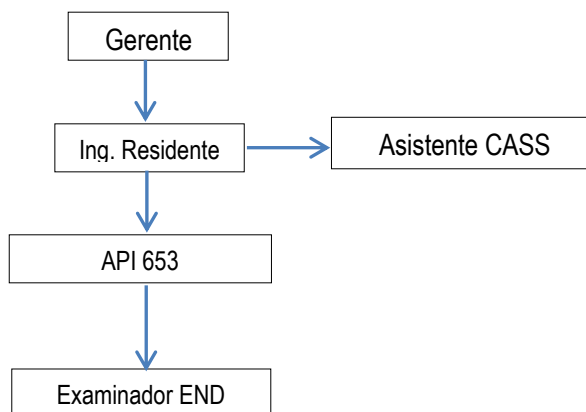 Gerente
Ing. Residente
Asistente CASS
API 653
Examinador END